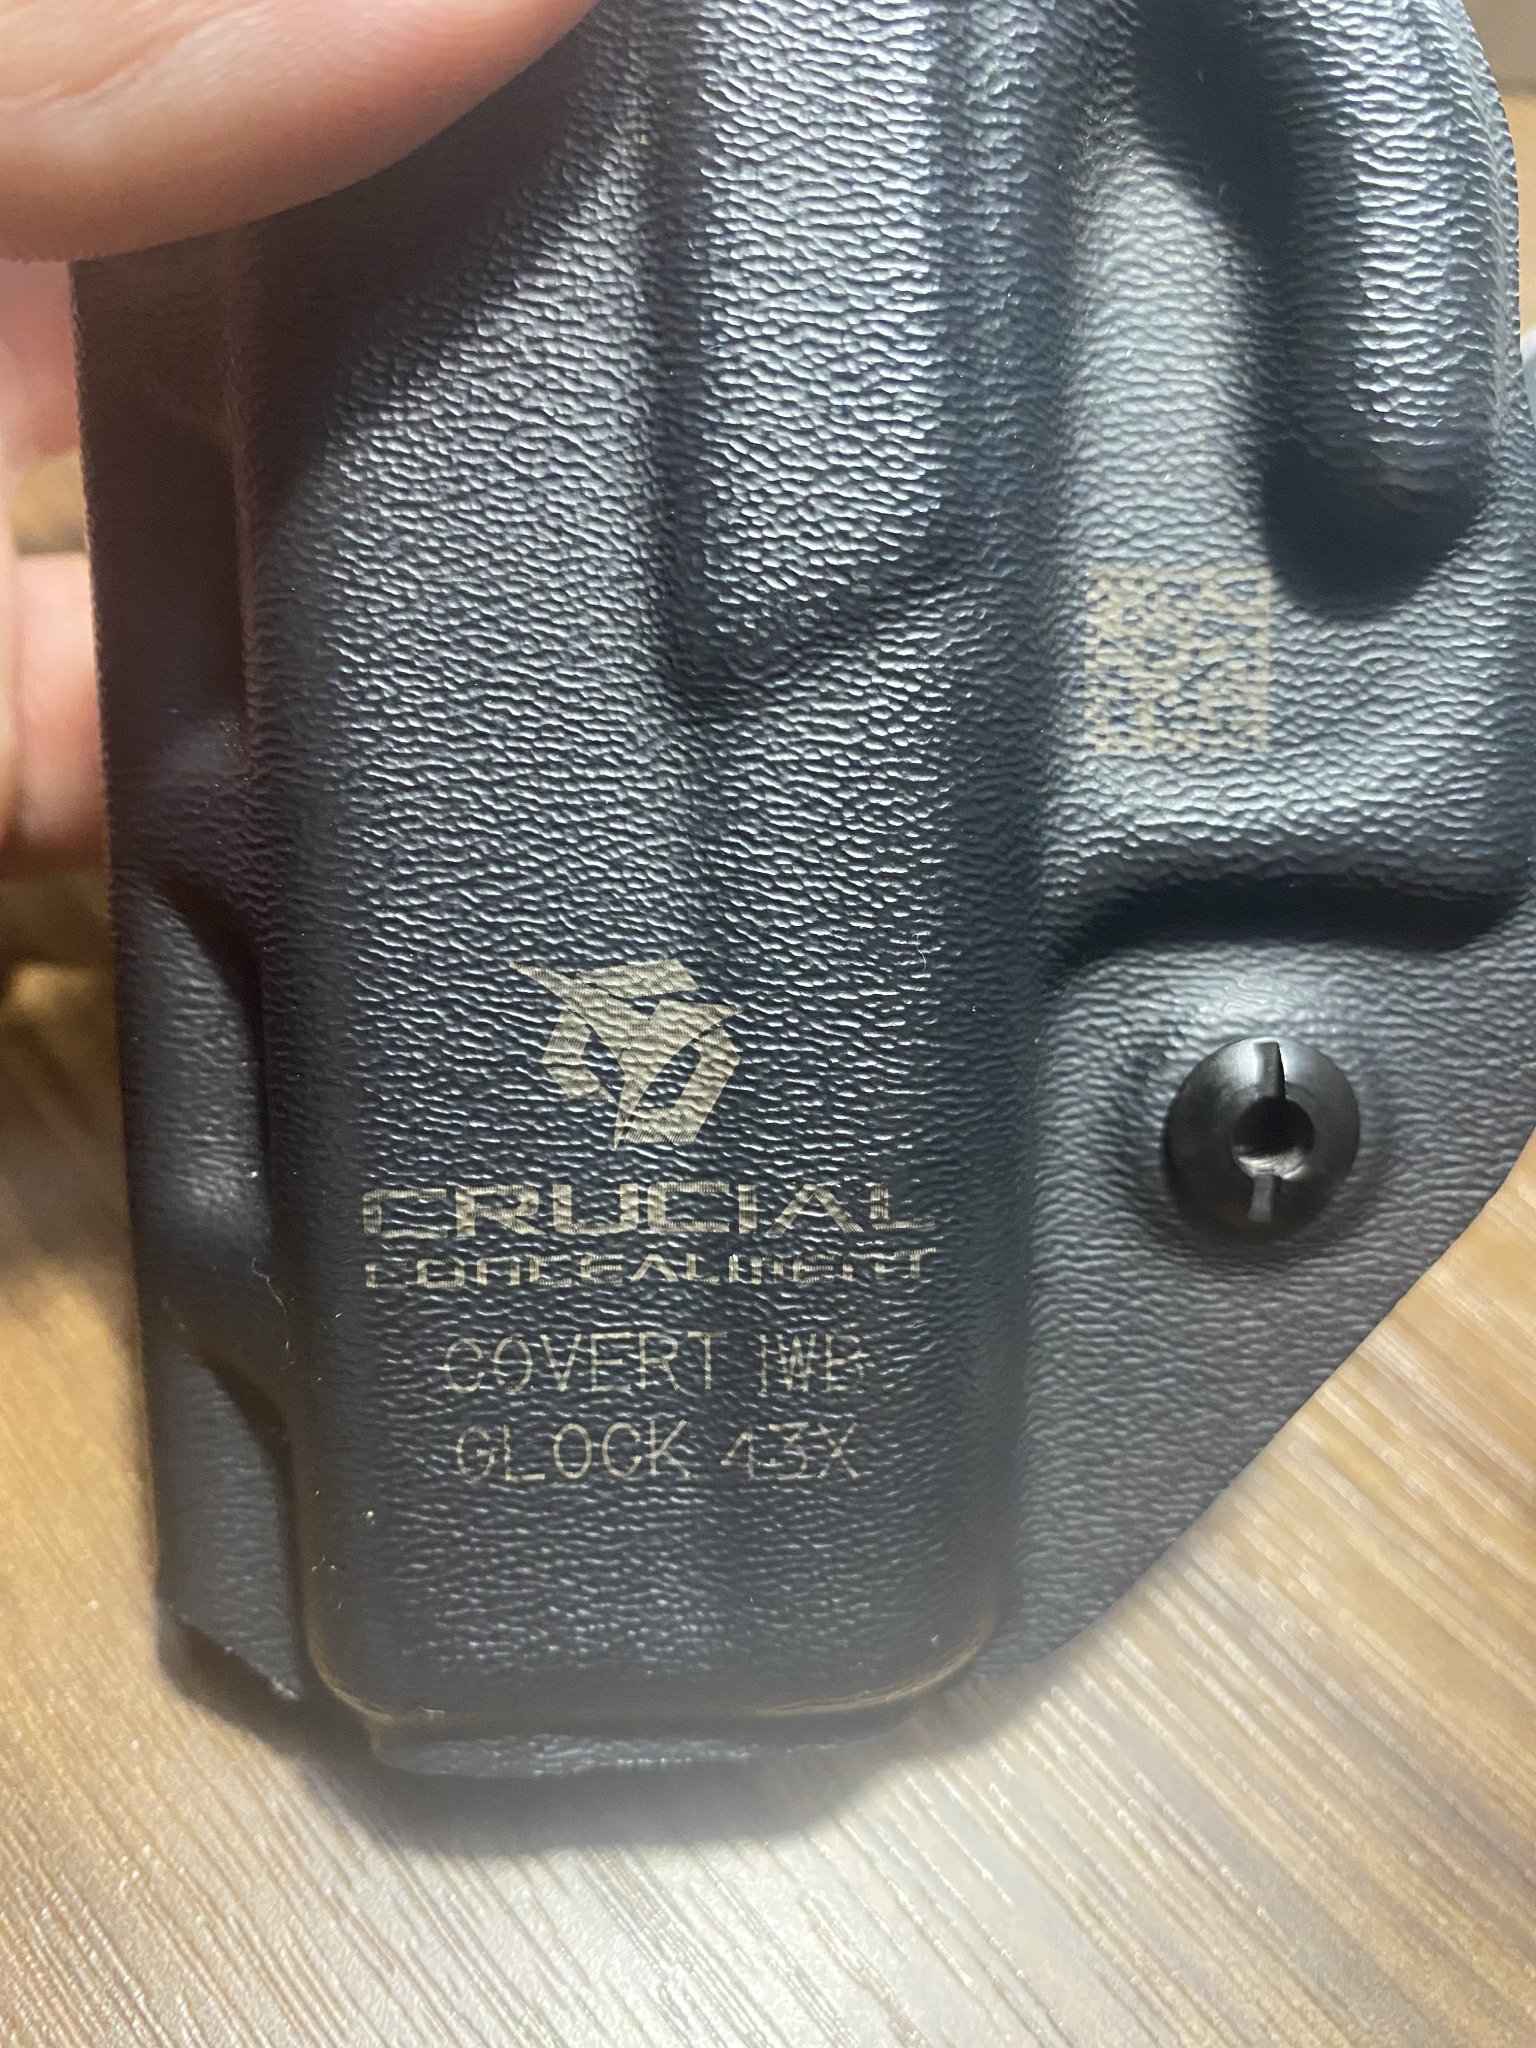 CRUCIAL
CONCEALMENT
COVERT IWB
GLOCK 43X